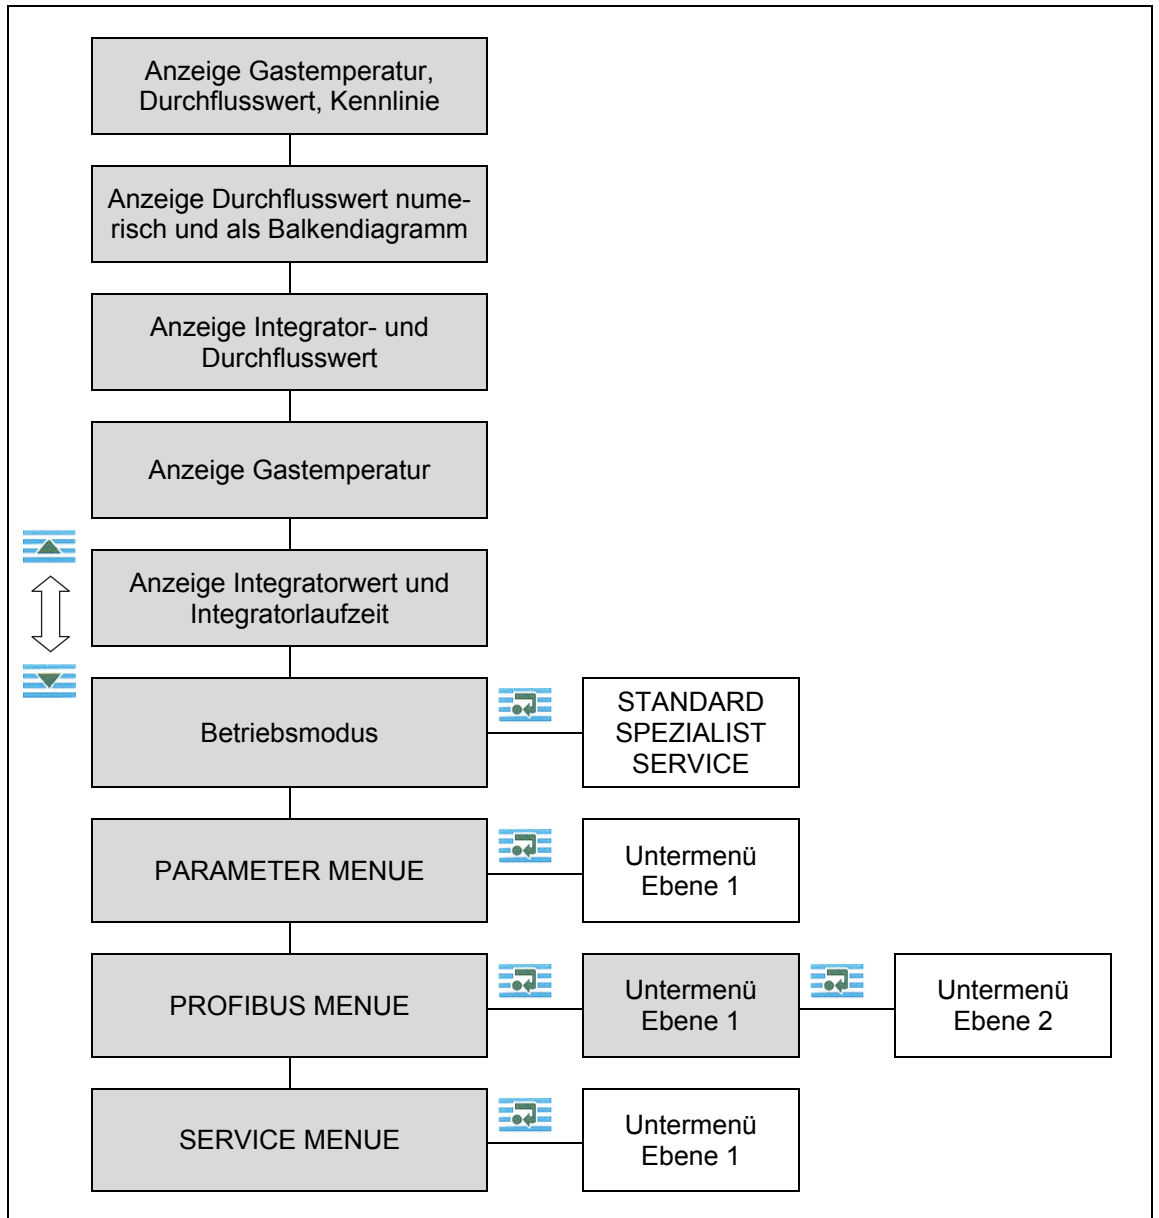 Anzeige Gastemperatur,
Durchflusswert, Kennlinie
Anzeige Durchflusswert nume-
risch und als Balkendiagramm
Anzeige Integrator- und
Durchflusswert
Anzeige Gastemperatur
Anzeige Integratorwert und
Integratorlaufzeit
Betriebsmodus
STANDARD
SPEZIALIST
SERVICE
PARAMETER MENUE
Untermenü
Ebene 1
PROFIBUS MENUE
Untermenü
Ebene 1
Untermenü
Ebene 2
SERVICE MENUE
Untermenü
Ebene 1